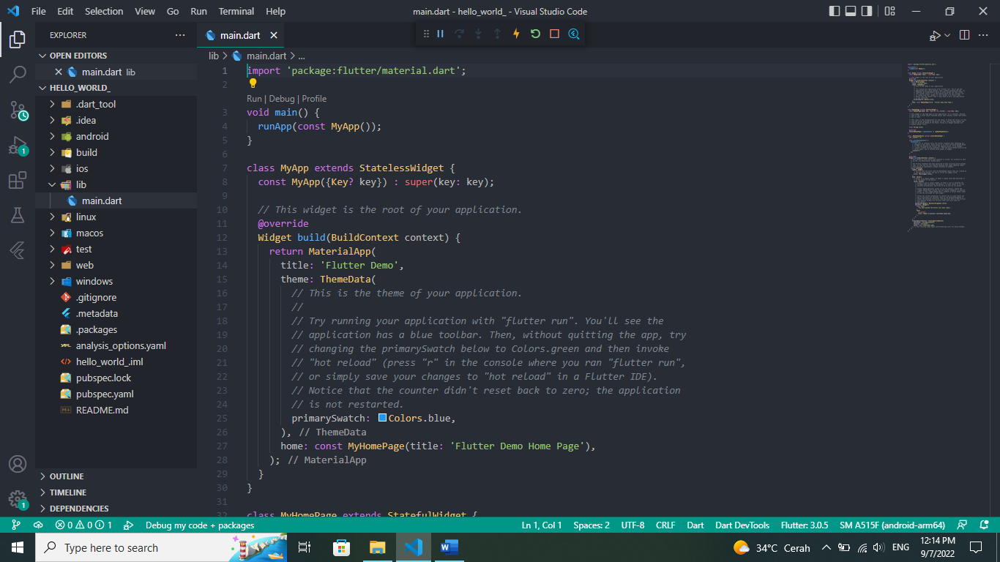 File Edit Selection View Go Run Terminal Help
main.dart - hello_world_ - Visual Studio Code
EXPLORER
OPEN EDITORS
main.dart lib
HELLO_WORLD_
.dart_tool
.idea
android
build
ios
lib
main.dart
linux
macos
test
web
windows
.gitignore
.metadata
.packages
analysis_options.yaml
hello_world_.iml
pubspec.lock
pubspec.yaml
README.md
OUTLINE
TIMELINE
DEPENDENCIES
1
1
main.dart
lib > main.dart > ...
1 import 'package:flutter/material.dart';
2
Run | Debug | Profile
3 void main() {
4 runApp(const MyApp());
5 }
6
7 class MyApp extends StatelessWidget {
8 const MyApp({Key? key}) : super(key: key);
9
10 // This widget is the root of your application.
11 @override
12 Widget build(BuildContext context) {
13 return MaterialApp(
14 title: 'Flutter Demo',
15 theme: ThemeData(
16 // This is the theme of your application.
17 //
18 // Try running your application with "flutter run". You'll see the
19 // application has a blue toolbar. Then, without quitting the app, try
20 // changing the primarySwatch below to Colors.green and then invoke
21 // "hot reload" (press "r" in the console where you ran "flutter run",
22 // or simply save your changes to "hot reload" in a Flutter IDE).
23 // Notice that the counter didn't reset back to zero; the application
24 // is not restarted.
25 primarySwatch: Colors.blue,
26 ), // ThemeData
27 home: const MyHomePage(title: 'Flutter Demo Home Page'),
28 ); // MaterialApp
29 }
30 }
31
32 class MyHomePage extends StatefulWidget {
0 0 1 Debug my code + packages
Ln 1, Col 1 Spaces: 2 UTF-8 CRLF Dart Dart DevTools Flutter: 3.0.5 SM A515F (android-arm64)
Type here to search
34°C Cerah ENG
12:14 PM
9/7/2022